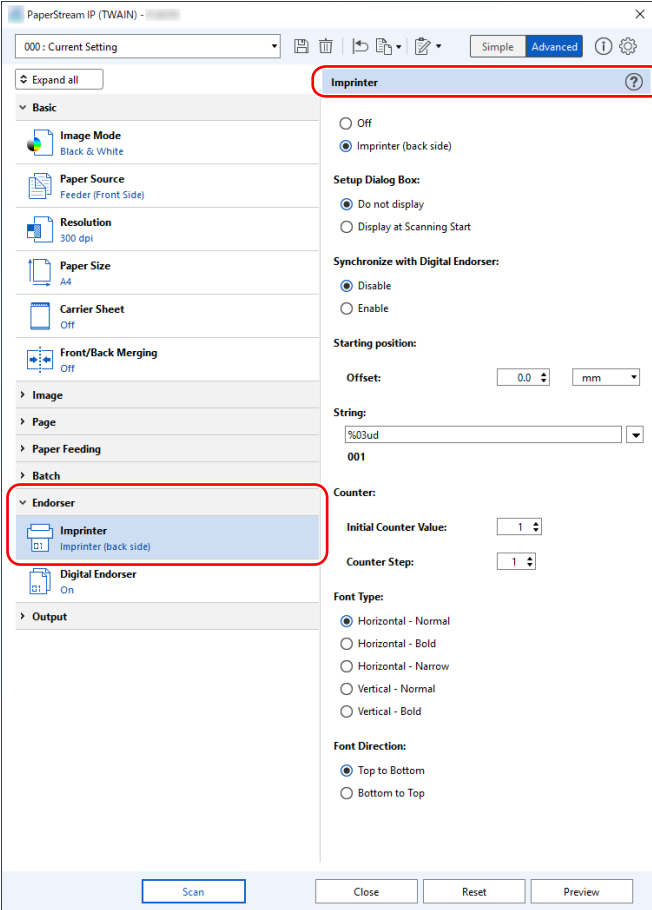 PaperStream IP (TWAIN) -
000 : Current Setting
Simple
Advanced
Expand all
Basic
Image Mode
Black & White
Paper Source
Feeder (Front Side)
Resolution
300 dpi
Paper Size
A4
Carrier Sheet
Off
Front/Back Merging
Off
Image
Page
Paper Feeding
Batch
Endorser
Imprinter
Imprinter (back side)
01
Digital Endorser
On
01
Output
Imprinter
?
Off
Imprinter (back side)
Setup Dialog Box:
Do not display
Display at Scanning Start
Synchronize with Digital Endorser:
Disable
Enable
Starting position:
Offset: 0.0 mm
String:
%03ud
001
Counter:
Initial Counter Value: 1
Counter Step: 1
Font Type:
Horizontal - Normal
Horizontal - Bold
Horizontal - Narrow
Vertical - Normal
Vertical - Bold
Font Direction:
Top to Bottom
Bottom to Top
Scan
Close
Reset
Preview